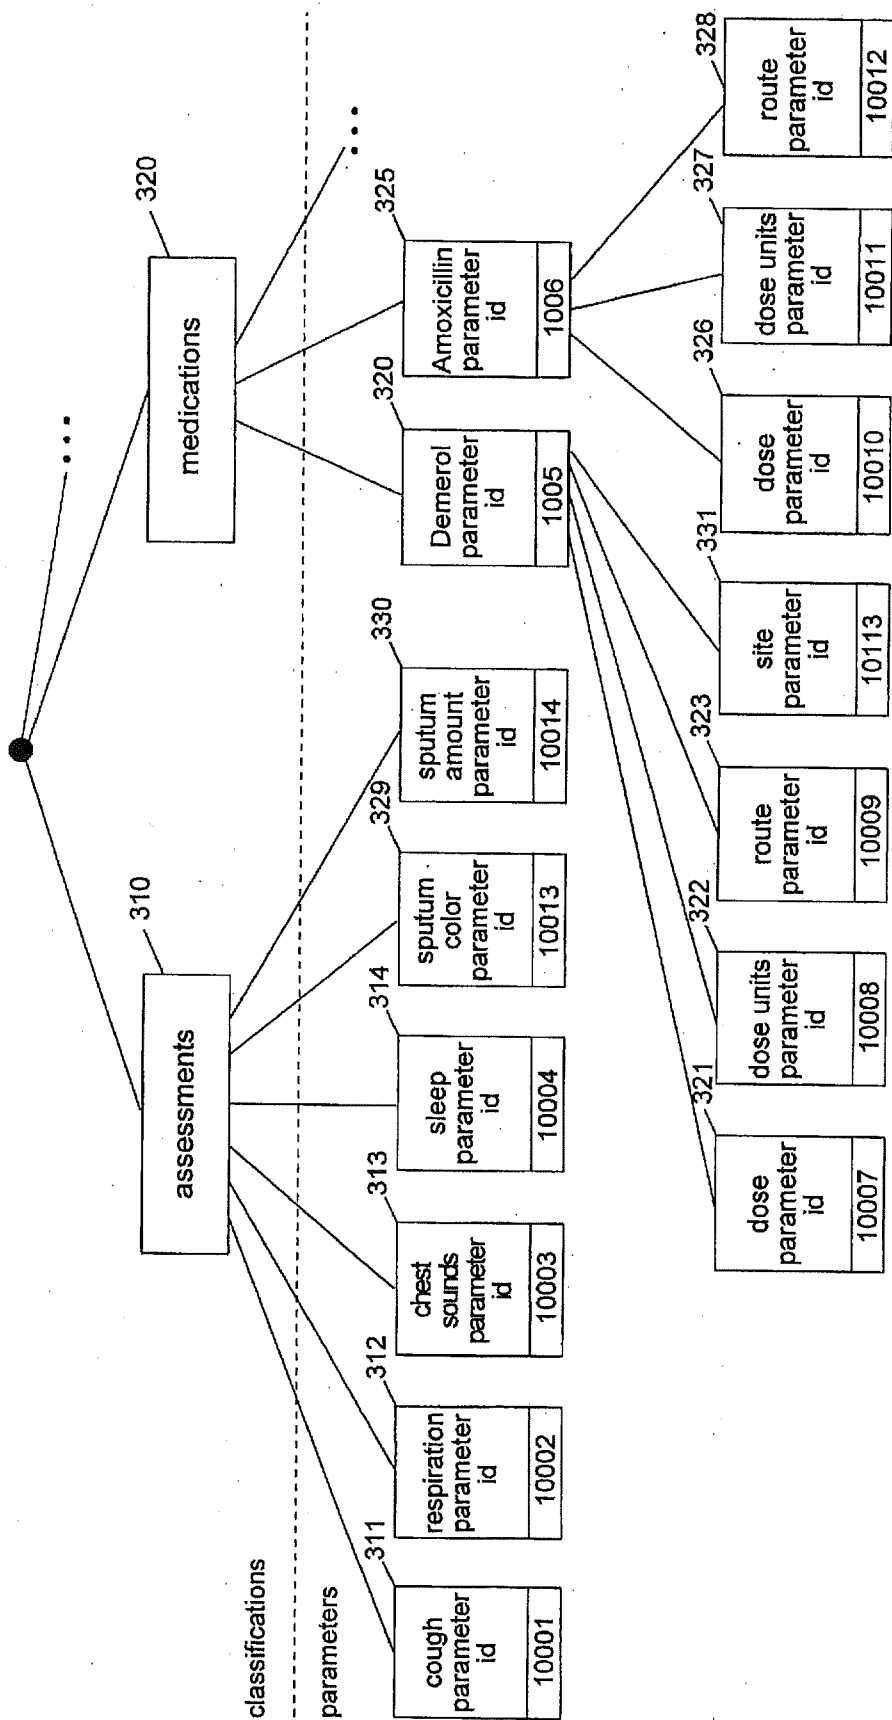 320
310
medications
assessments
classifications
parameters
311
312
313
314
329
330
320
325
cough
parameter
id
10001
respiration
parameter
id
10002
chest
sounds
parameter
id
10003
sleep
parameter
id
10004
sputum
color
parameter
id
10013
sputum
amount
parameter
id
10014
Demerol
parameter
id
1005
Amoxicillin
parameter
id
1006
321
322
323
331
326
327
328
dose
parameter
id
10007
dose units
parameter
id
10008
route
parameter
id
10009
site
parameter
id
10113
dose
parameter
id
10010
dose units
parameter
id
10011
route
parameter
id
10012